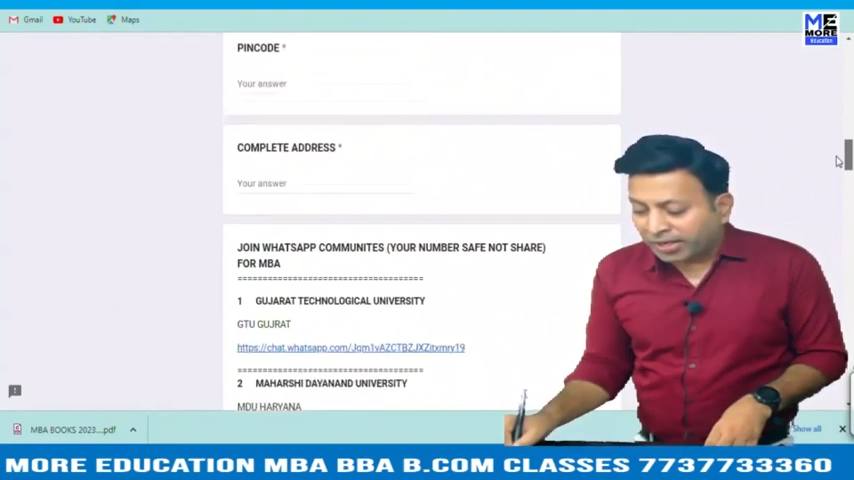 Gmail YouTube Maps
ME
MORE
Education
PINCODE *
Your answer
COMPLETE ADDRESS *
Your answer
JOIN WHATSAPP COMMUNITES (YOUR NUMBER SAFE NOT SHARE)
FOR MBA
===================================
1 GUJARAT TECHNOLOGICAL UNIVERSITY
GTU GUJRAT
https://chat.whatsapp.com/Jqm1vAZCTBZJXZitxmry19
===================================
2 MAHARSHI DAYANAND UNIVERSITY
MDU HARYANA
MBA BOOKS 2023....pdf
Show all
MORE EDUCATION MBA BBA B.COM CLASSES 7737733360